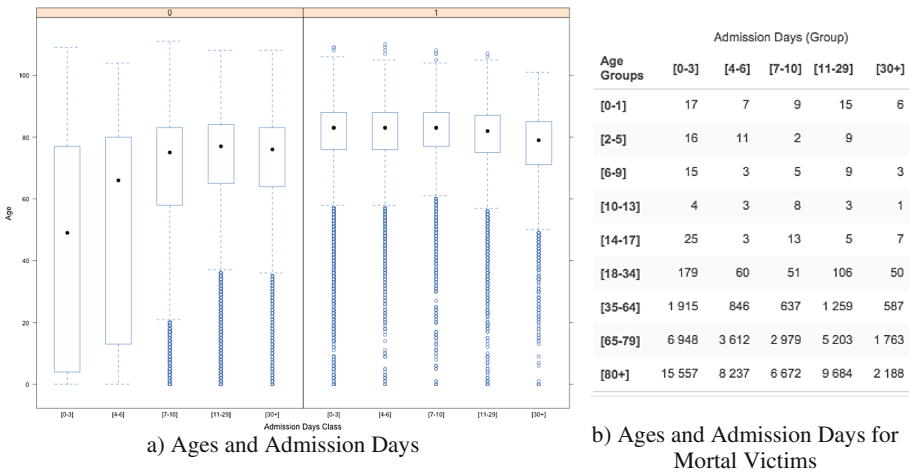 0 1
Age
100
80
60
40
20
0
[0-3] [4-6] [7-10] [11-29] [30+] [0-3] [4-6] [7-10] [11-29] [30+]
Admission Days Class
a) Ages and Admission Days
Admission Days (Group)
Age Groups [0-3] [4-6] [7-10] [11-29] [30+]
[0-1] 17 7 9 15 6
[2-5] 16 11 2 9
[6-9] 15 3 5 9 3
[10-13] 4 3 8 3 1
[14-17] 25 3 13 5 7
[18-34] 179 60 51 106 50
[35-64] 1 915 846 637 1 259 587
[65-79] 6 948 3 612 2 979 5 203 1 763
[80+] 15 557 8 237 6 672 9 684 2 188
b) Ages and Admission Days for
Mortal Victims